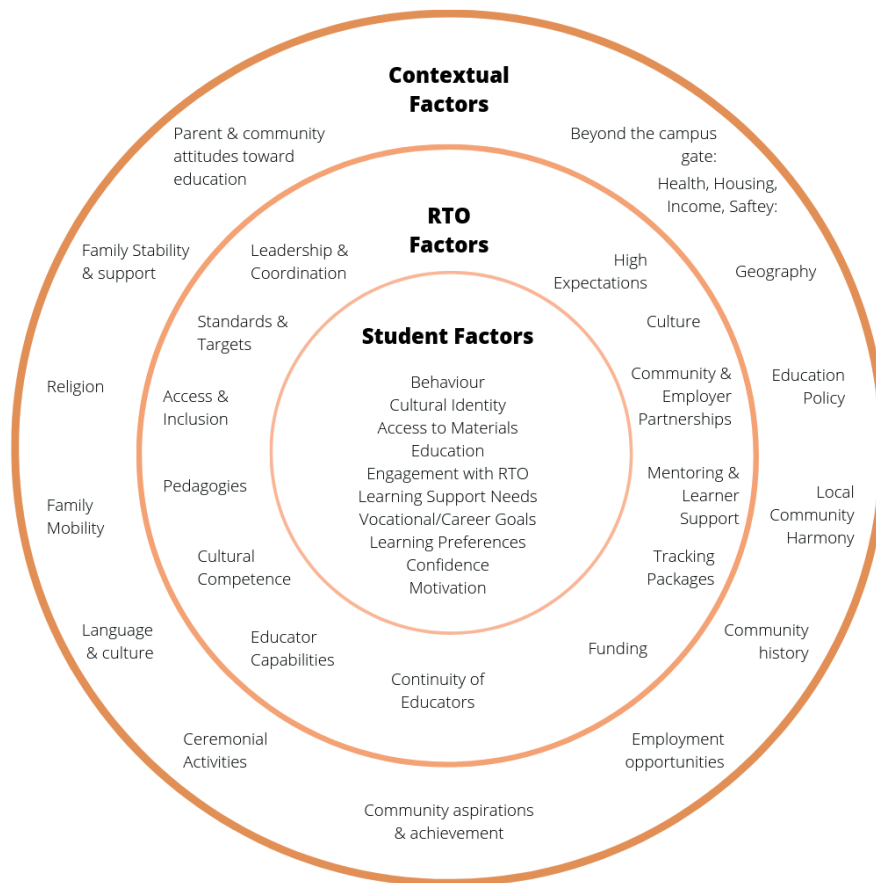 Contextual
Factors
Parent & community
attitudes toward
education
Beyond the campus
gate:
Health, Housing,
Income, Saftey:
Family Stability
& support
Geography
Religion
Education
Policy
Family
Mobility
Local
Community
Harmony
Language
& culture
Community
history
Ceremonial
Activities
Employment
opportunities
Community aspirations
& achievement
RTO
Factors
Leadership &
Coordination
High
Expectations
Standards &
Targets
Culture
Access &
Inclusion
Community &
Employer
Partnerships
Pedagogies
Mentoring &
Learner
Support
Cultural
Competence
Tracking
Packages
Educator
Capabilities
Funding
Continuity of
Educators
Student Factors
Behaviour
Cultural Identity
Access to Materials
Education
Engagement with RTO
Learning Support Needs
Vocational/Career Goals
Learning Preferences
Confidence
Motivation